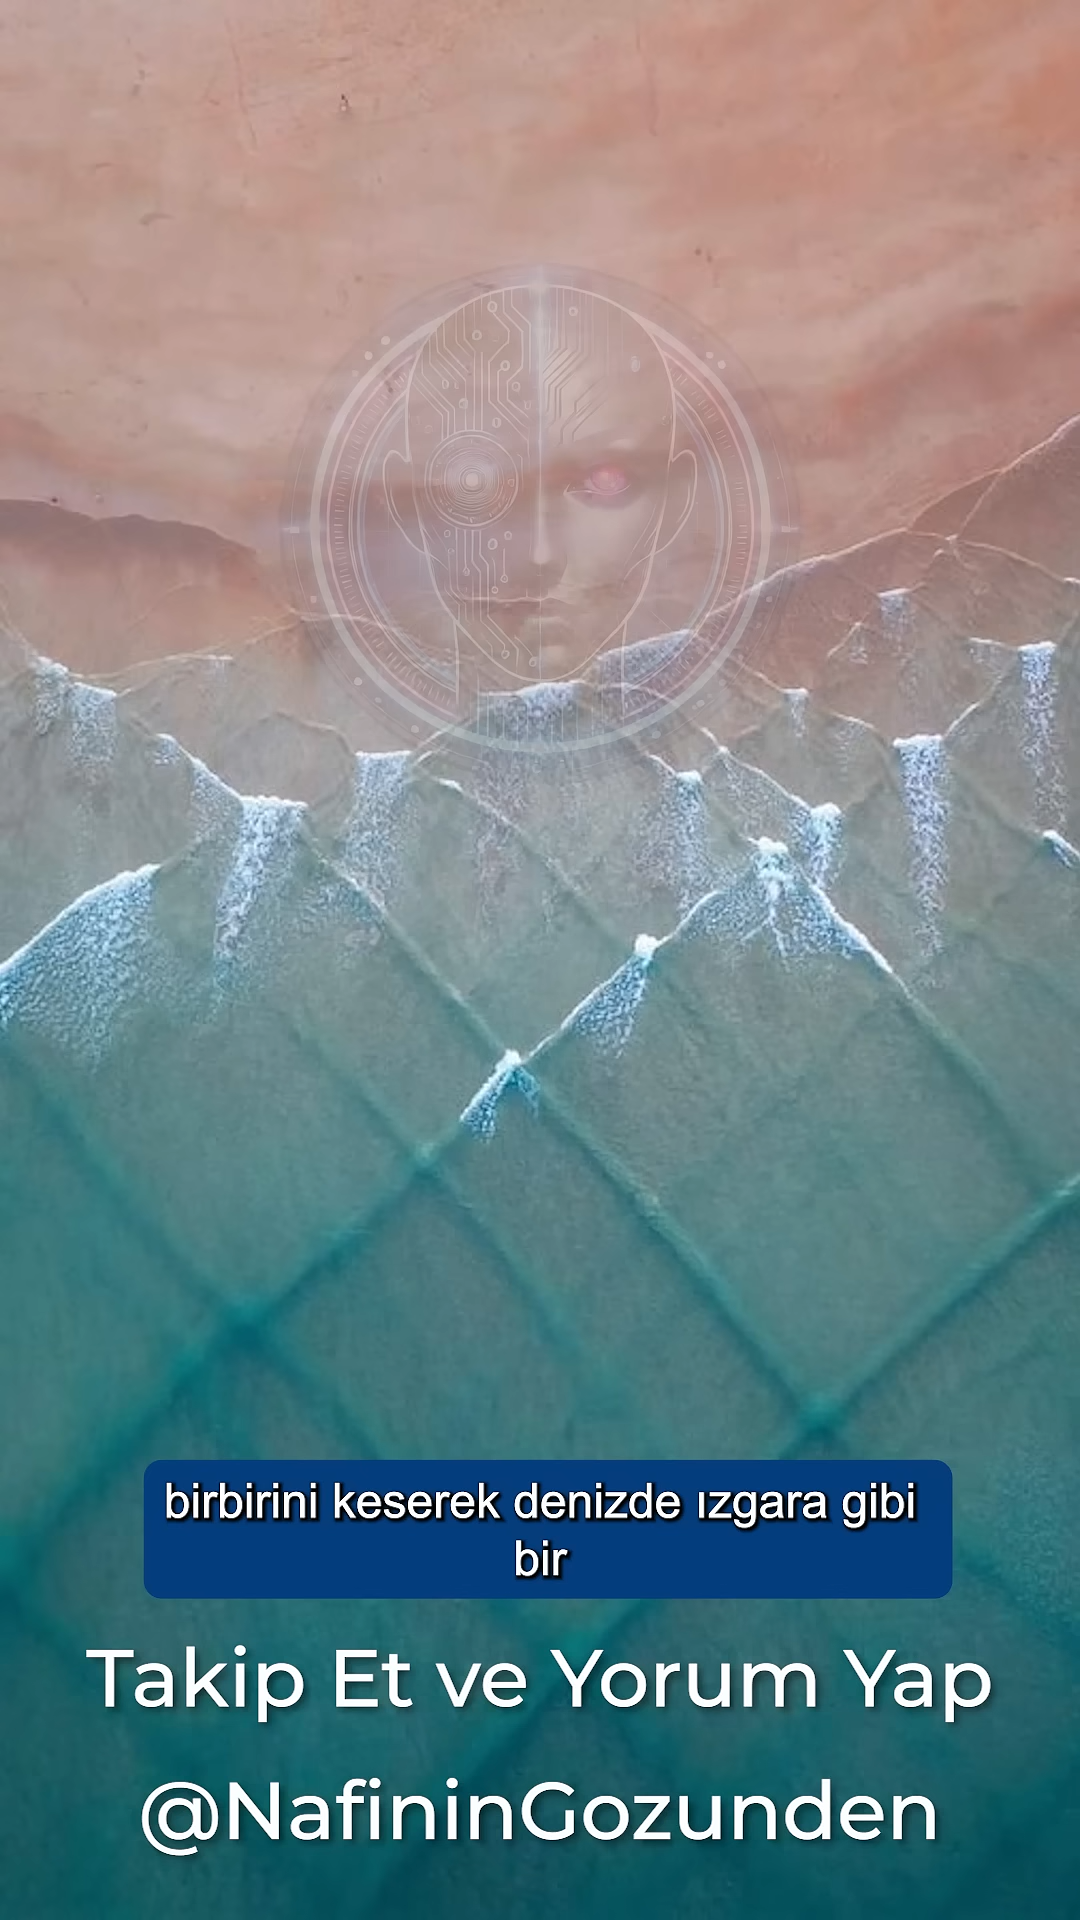 birbirini keserek denizde ızgara gibi
bir
Takip Et ve Yorum Yap
@NafininGozunden